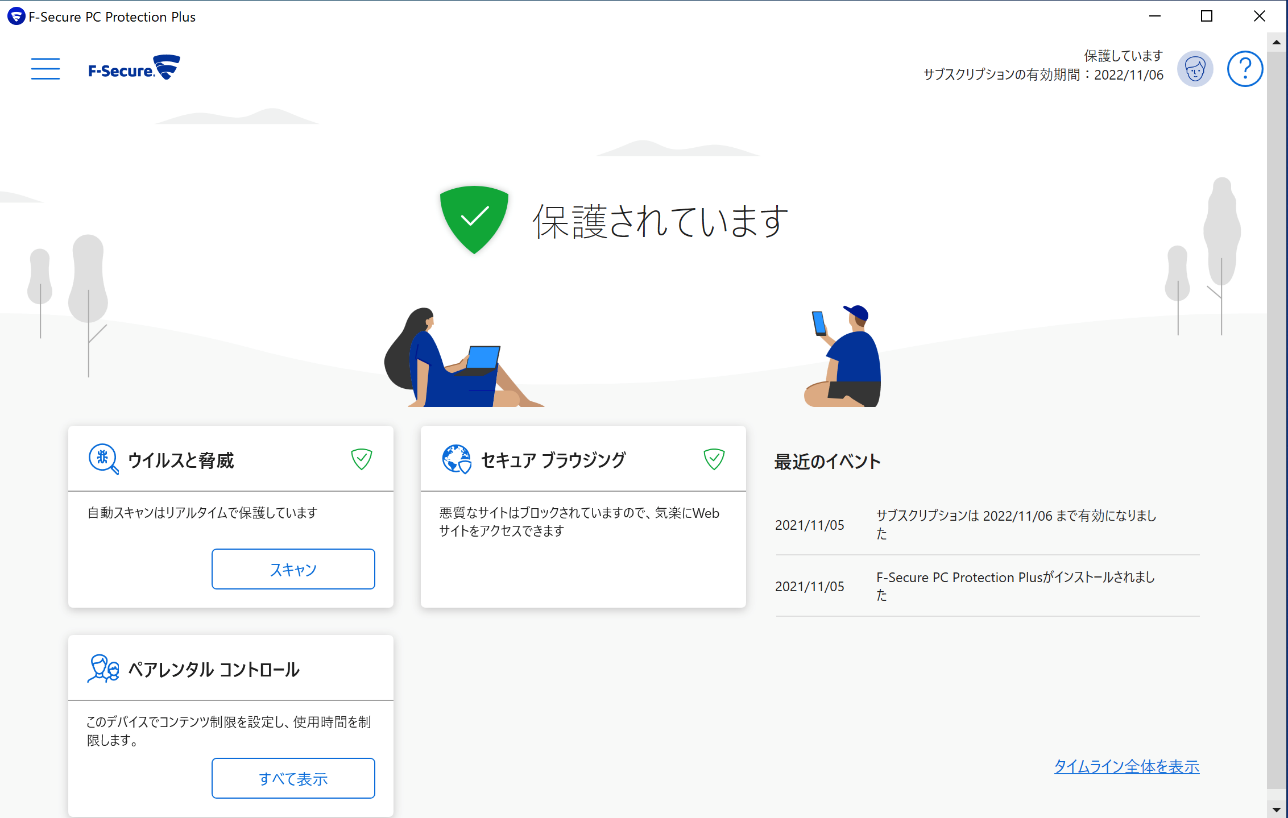 F-Secure PC Protection Plus
F-Secure.
保護しています
サブスクリプションの有効期間：2022/11/06
?
保護されています
ウイルスと脅威
自動スキャンはリアルタイムで保護しています
スキャン
セキュア ブラウジング
悪質なサイトはブロックされていますので、気楽にWeb
サイトをアクセスできます
最近のイベント
2021/11/05
サブスクリプションは 2022/11/06 まで有効になりまし
た
2021/11/05
F-Secure PC Protection Plusがインストールされまし
た
ペアレンタル コントロール
このデバイスでコンテンツ制限を設定し、使用時間を制
限します。
すべて表示
タイムライン全体を表示